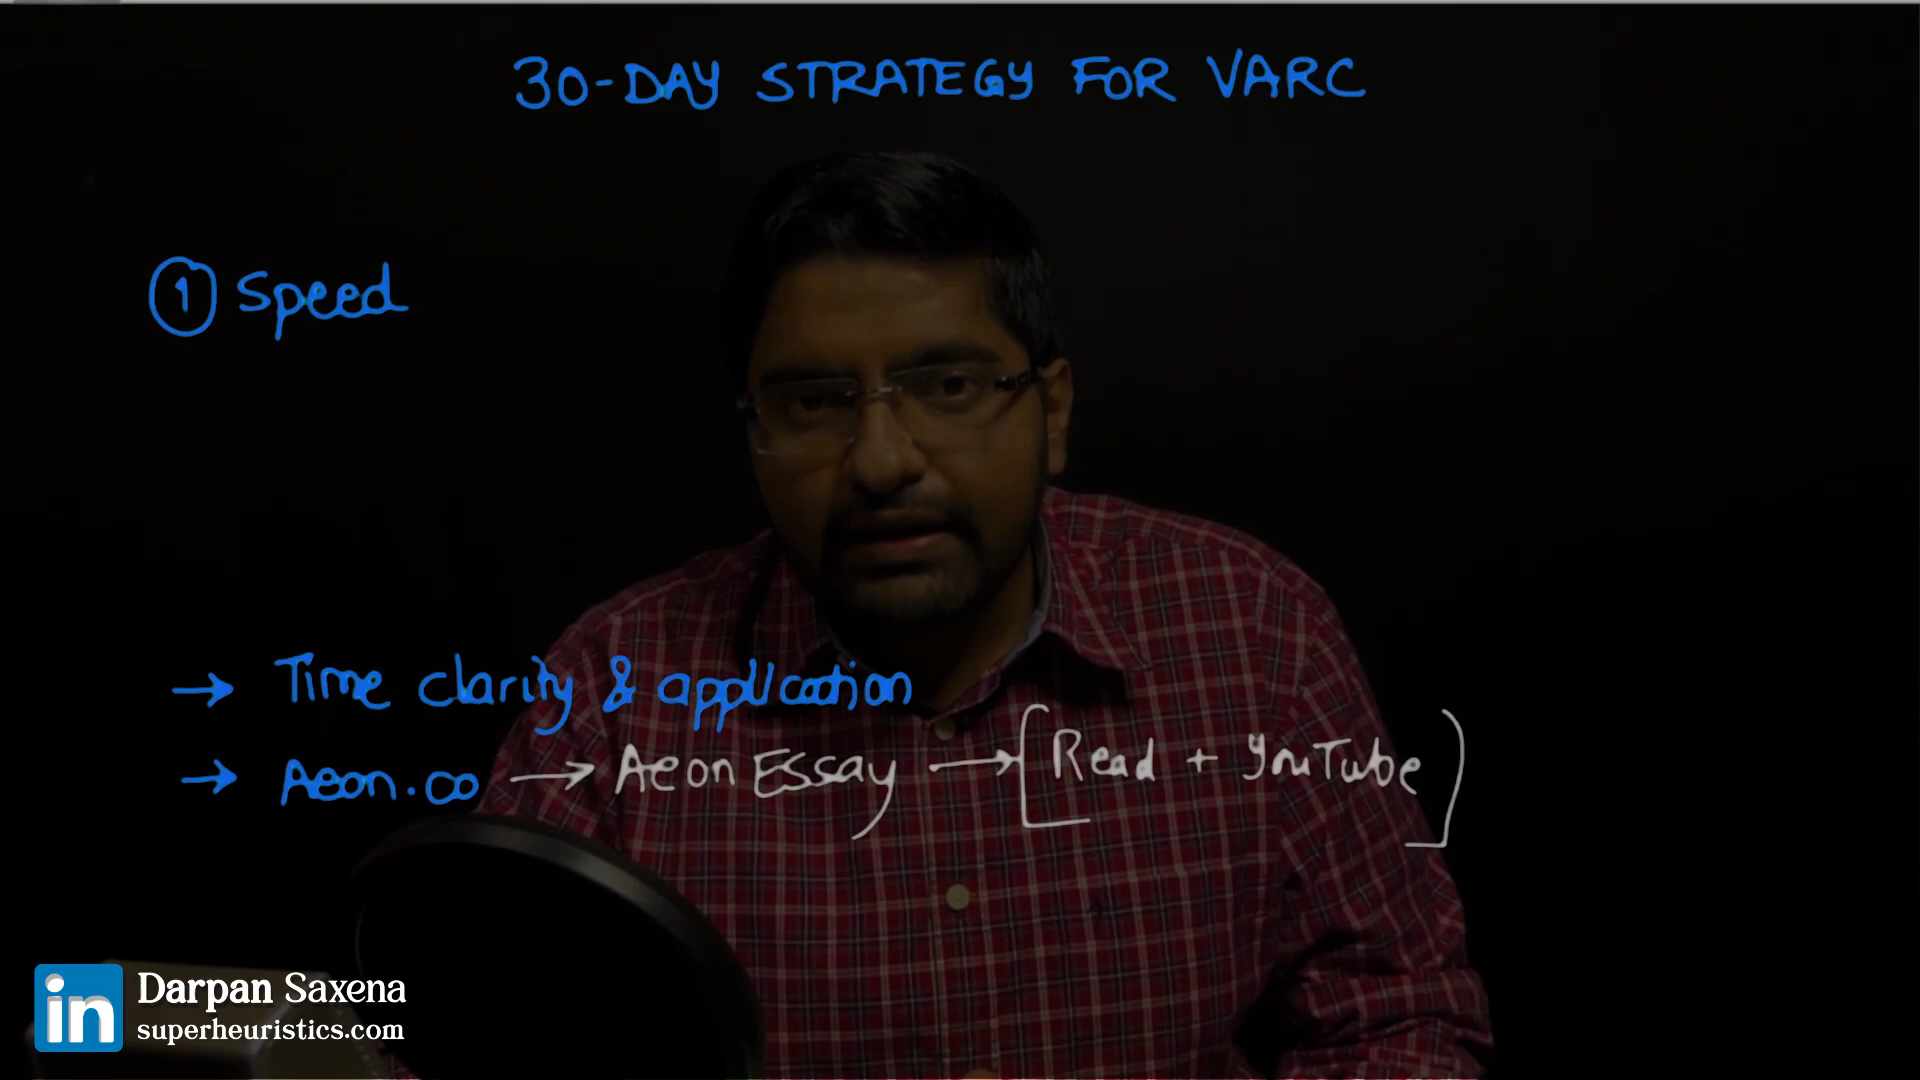 30-DAY STRATEGY FOR VARC
1 Speed
→ Time clarity & application
→ Aeon.co → Aeon Essay → [Read + YouTube]
in Darpan Saxena
superheuristics.com